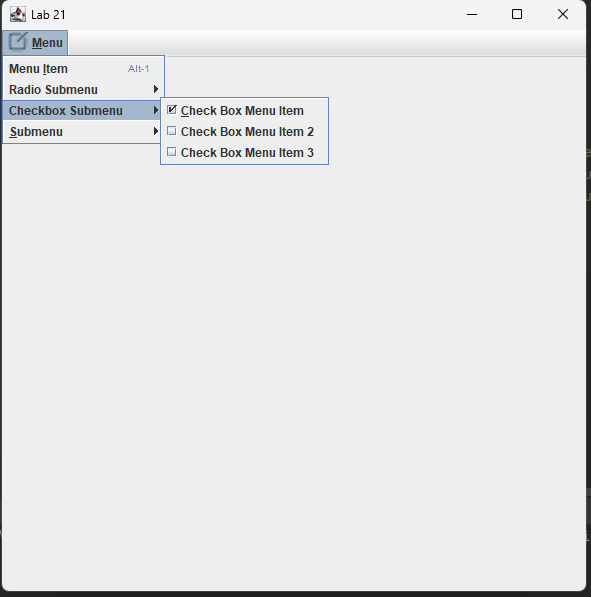 Lab 21
Menu
Menu Item Alt-1
Radio Submenu
Checkbox Submenu
Submenu
Check Box Menu Item
Check Box Menu Item 2
Check Box Menu Item 3